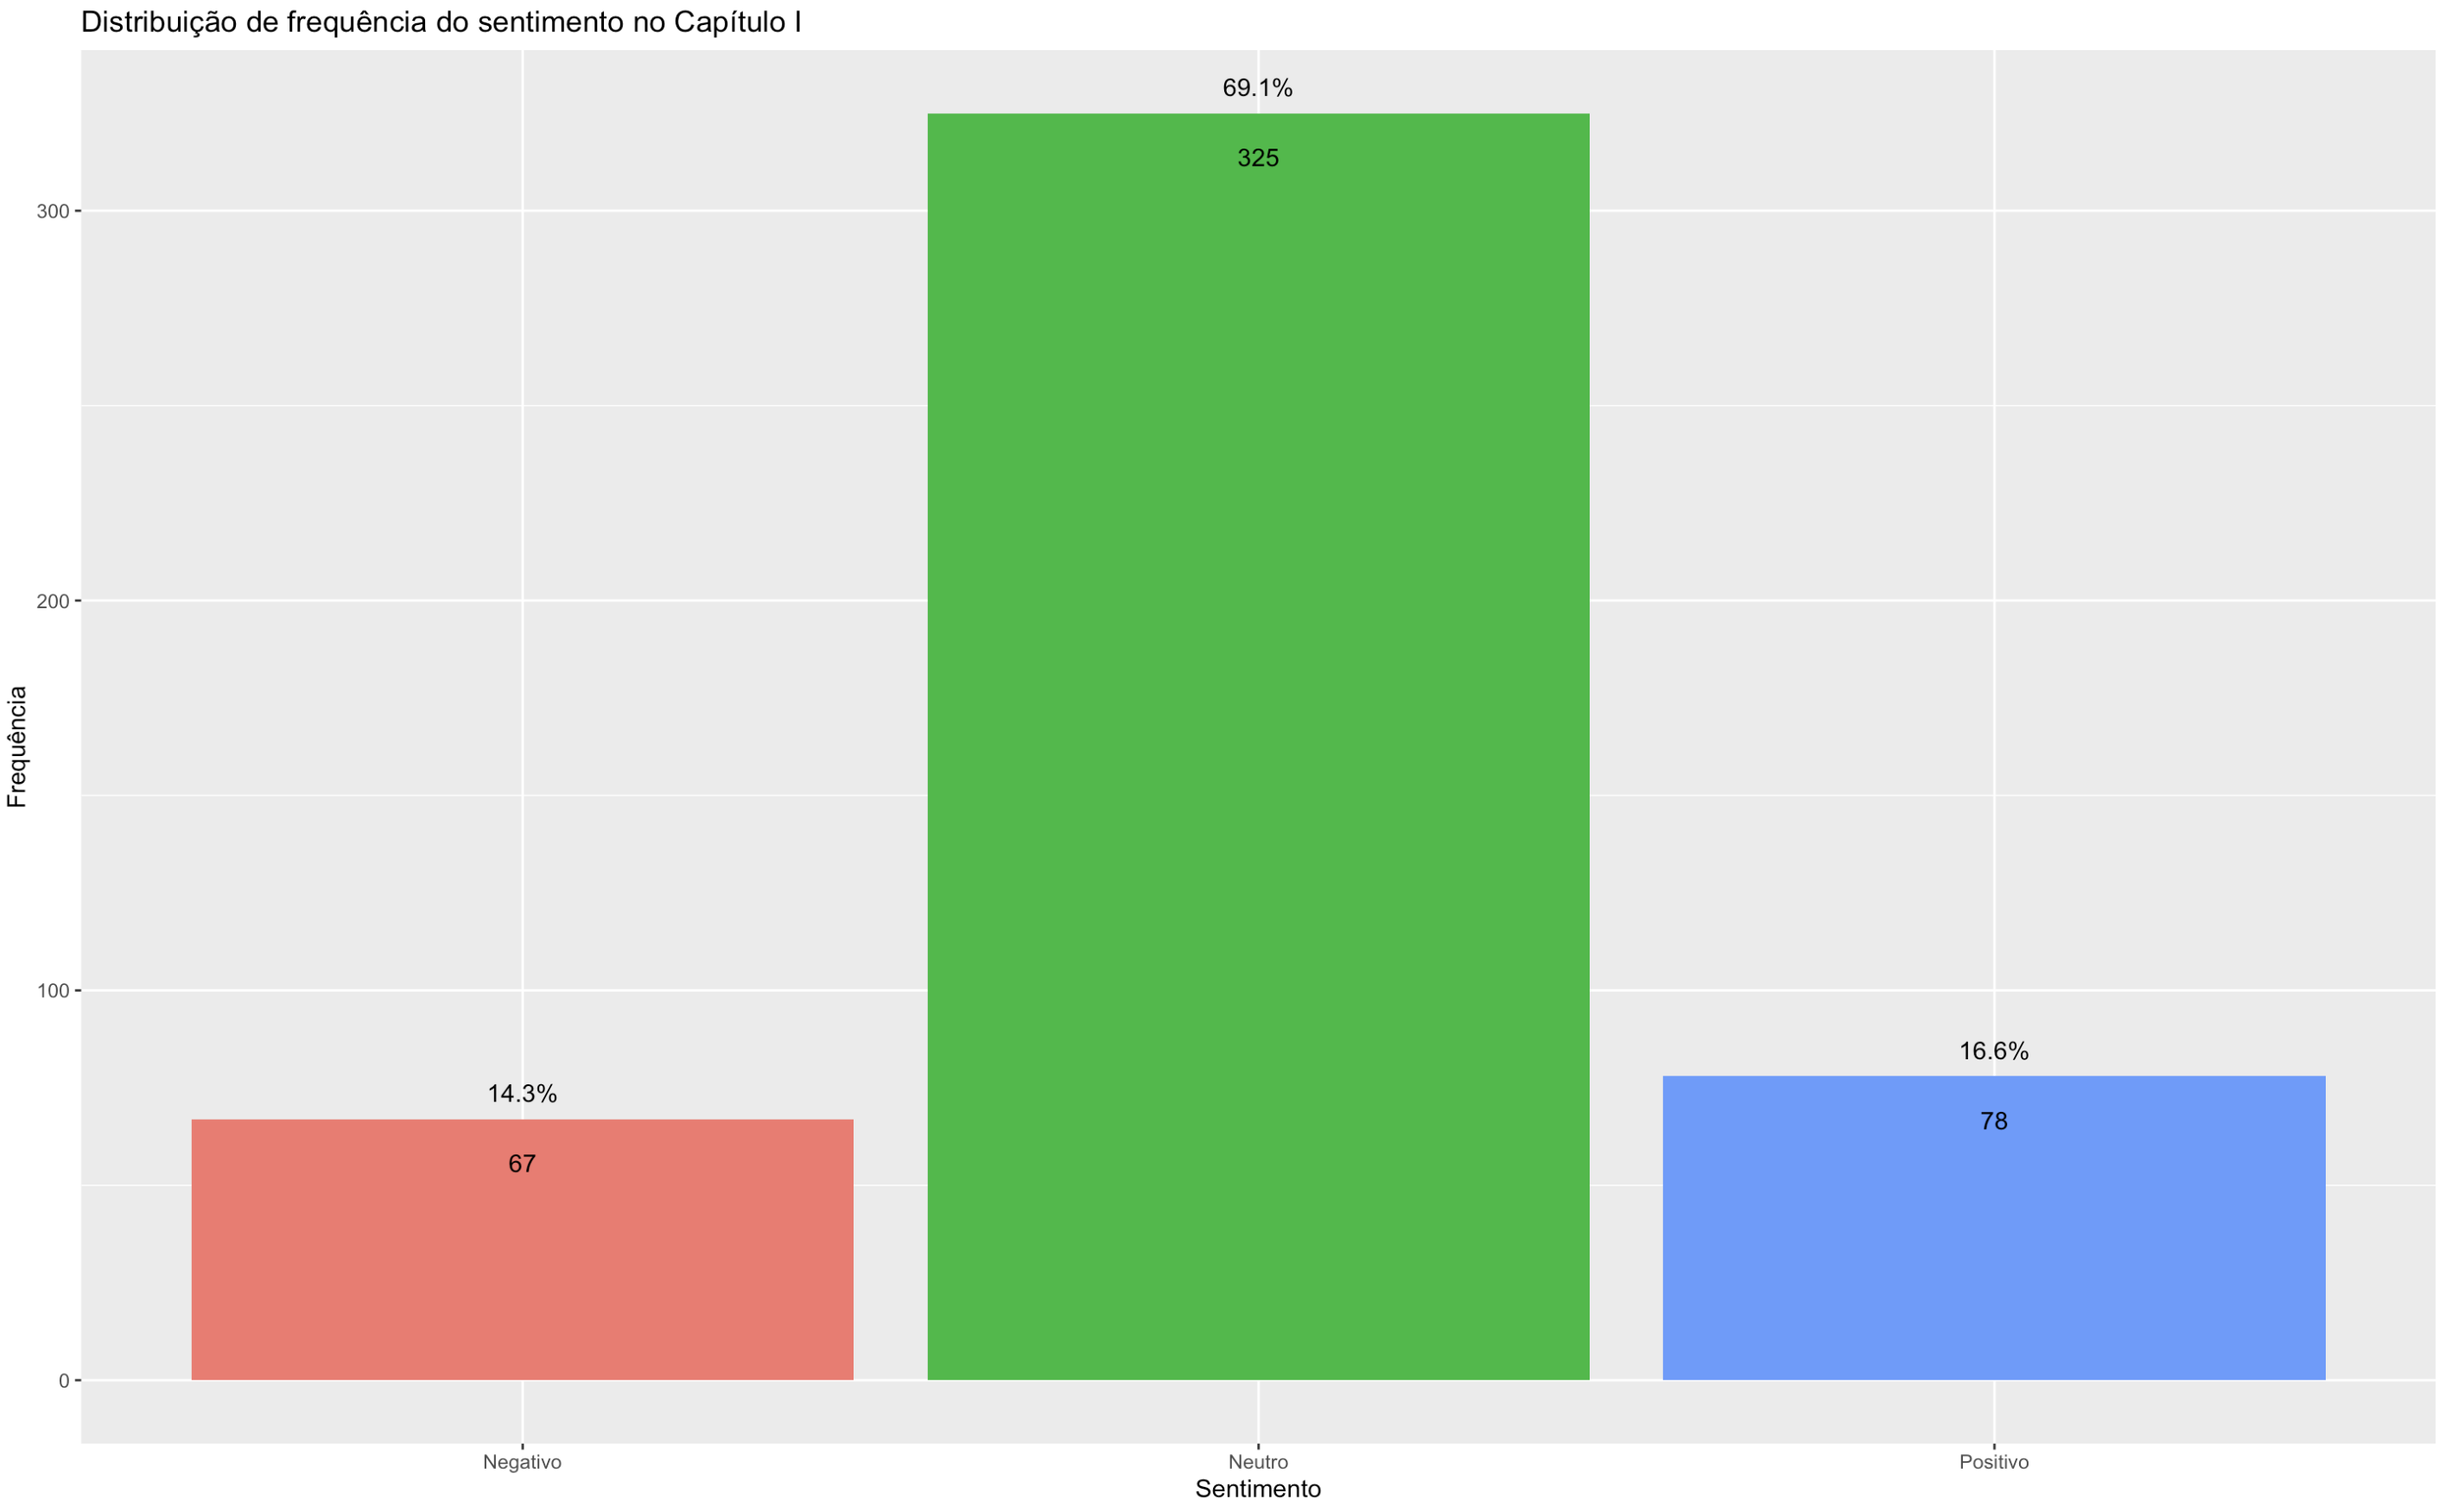 Distribuição de frequência do sentimento no Capítulo I
69.1%
325
300
200
Frequência
100
16.6%
14.3%
78
67
0
Negativo
Neutro
Positivo
Sentimento